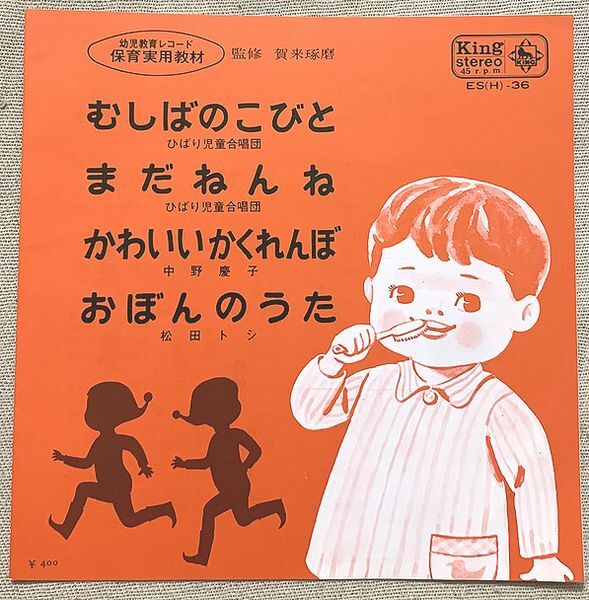 幼児教育レコード
保育実用教材
監修 賀来琢磨
King
stereo
45 r.p.m
KING
ES(H)-36
むしばのこびと
ひばり児童合唱団
まだねんね
ひばり児童合唱団
かわいいかくれんぼ
中野慶子
おぼんのうた
松田トシ
¥400